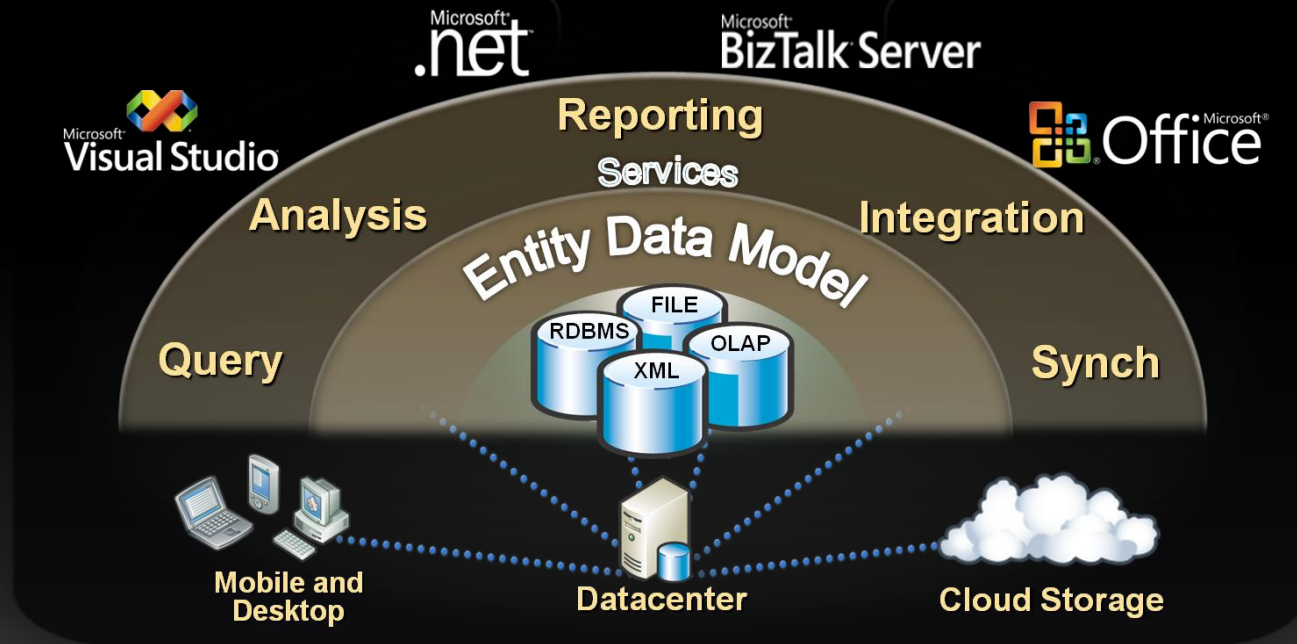 Microsoft®
.net™
Microsoft®
BizTalk Server
Microsoft®
Visual Studio
Microsoft®
Office
Reporting
Services
Analysis
Integration
Entity Data Model
FILE
RDBMS
OLAP
XML
Query
Synch
Mobile and
Desktop
Datacenter
Cloud Storage